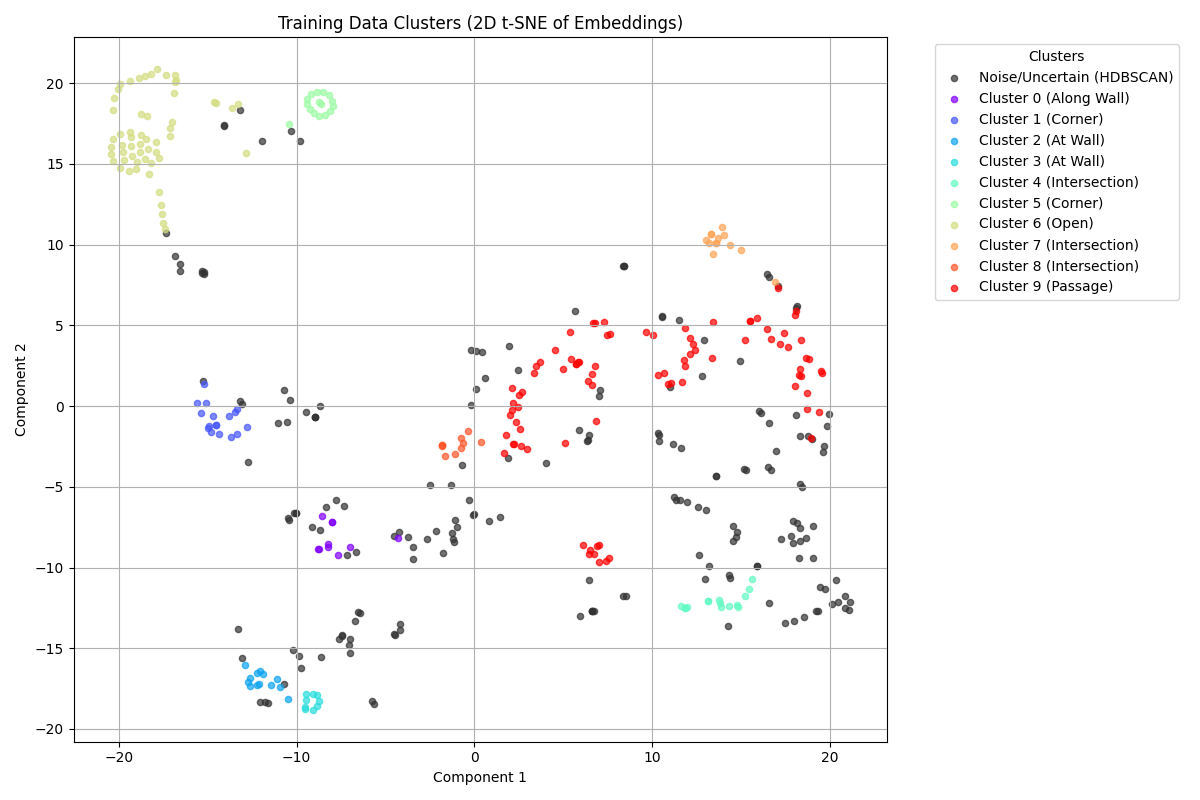 Training Data Clusters (2D t-SNE of Embeddings)
Component 2
20
15
10
5
0
−5
−10
−15
−20
−20
−10
0
10
20
Component 1
Clusters
Noise/Uncertain (HDBSCAN)
Cluster 0 (Along Wall)
Cluster 1 (Corner)
Cluster 2 (At Wall)
Cluster 3 (At Wall)
Cluster 4 (Intersection)
Cluster 5 (Corner)
Cluster 6 (Open)
Cluster 7 (Intersection)
Cluster 8 (Intersection)
Cluster 9 (Passage)